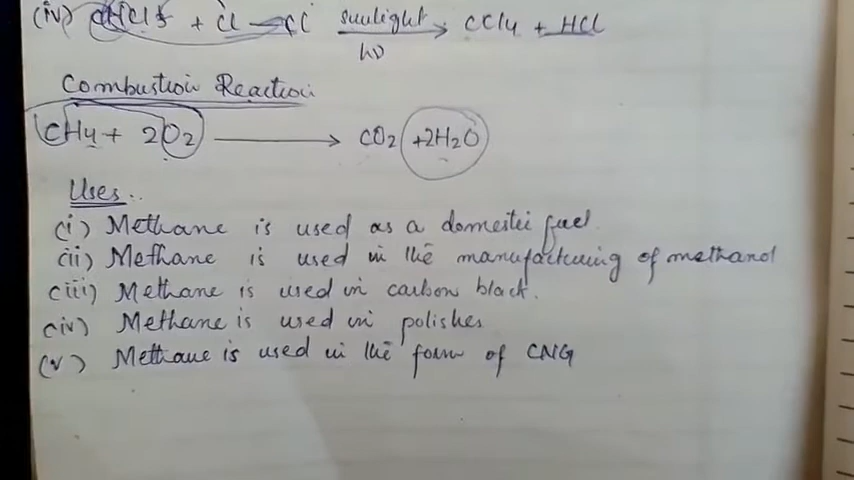 (iv) CHCl3 + Cl — Cl sunlight CCl4 + HCl
hυ
Combustion Reaction
CH4 + 2O2 → CO2 + 2H2O
Uses..
(i) Methane is used as a domestic fuel.
(ii) Methane is used in the manufacturing of methanol
(iii) Methane is used in carbon black.
(iv) Methane is used in polishes
(v) Methane is used in the form of CNG